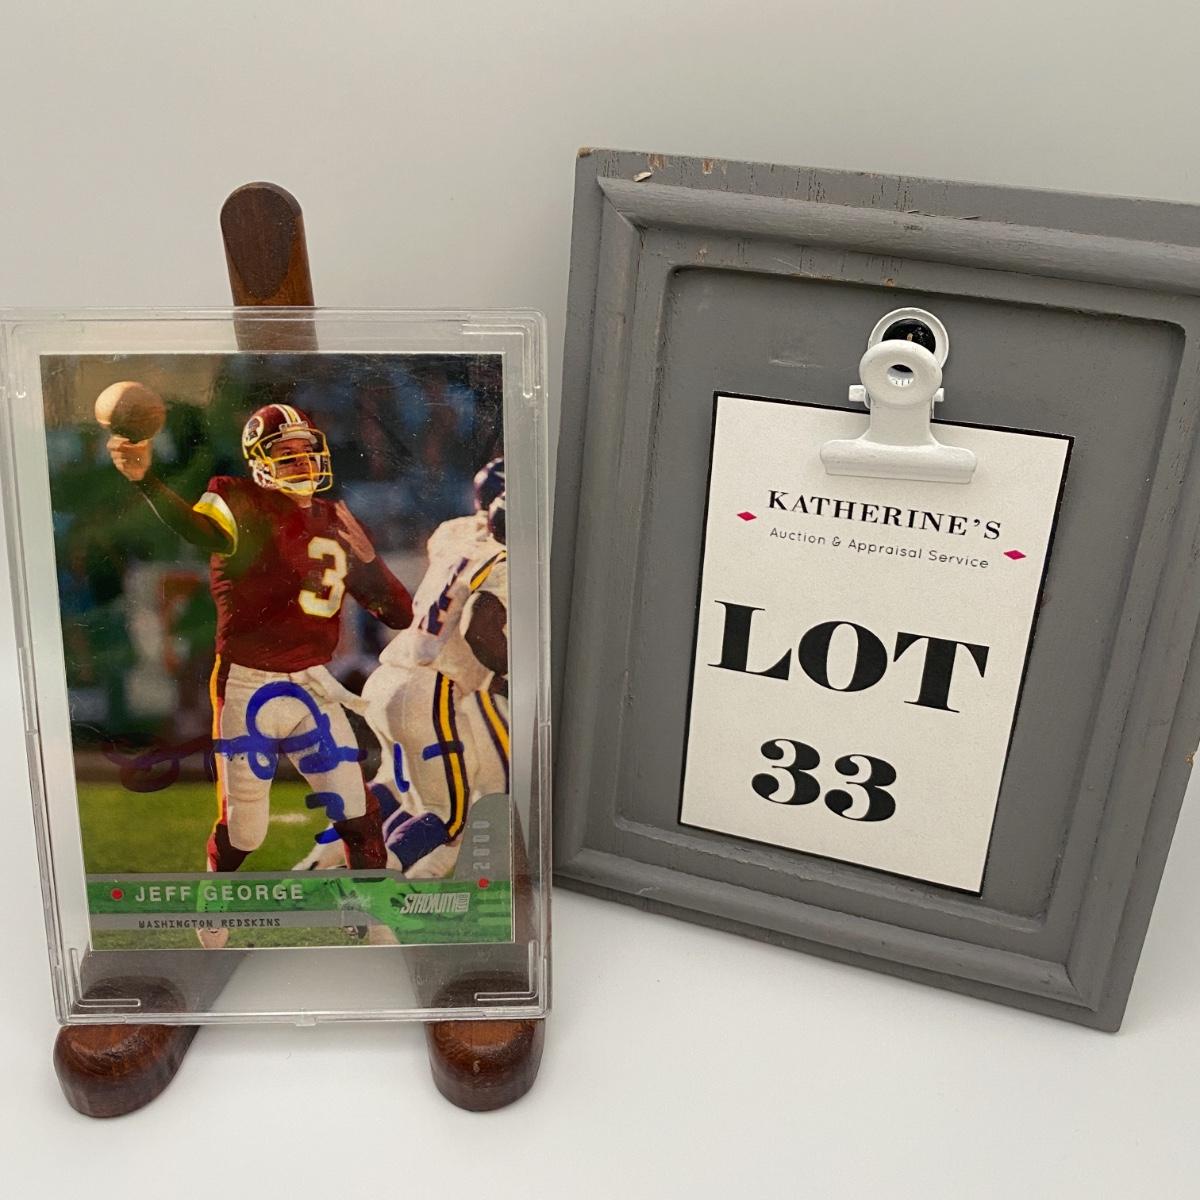 3
JEFF GEORGE
WASHINGTON REDSKINS
STADIUM
2000
KATHERINE'S
Auction & Appraisal Service
LOT
33